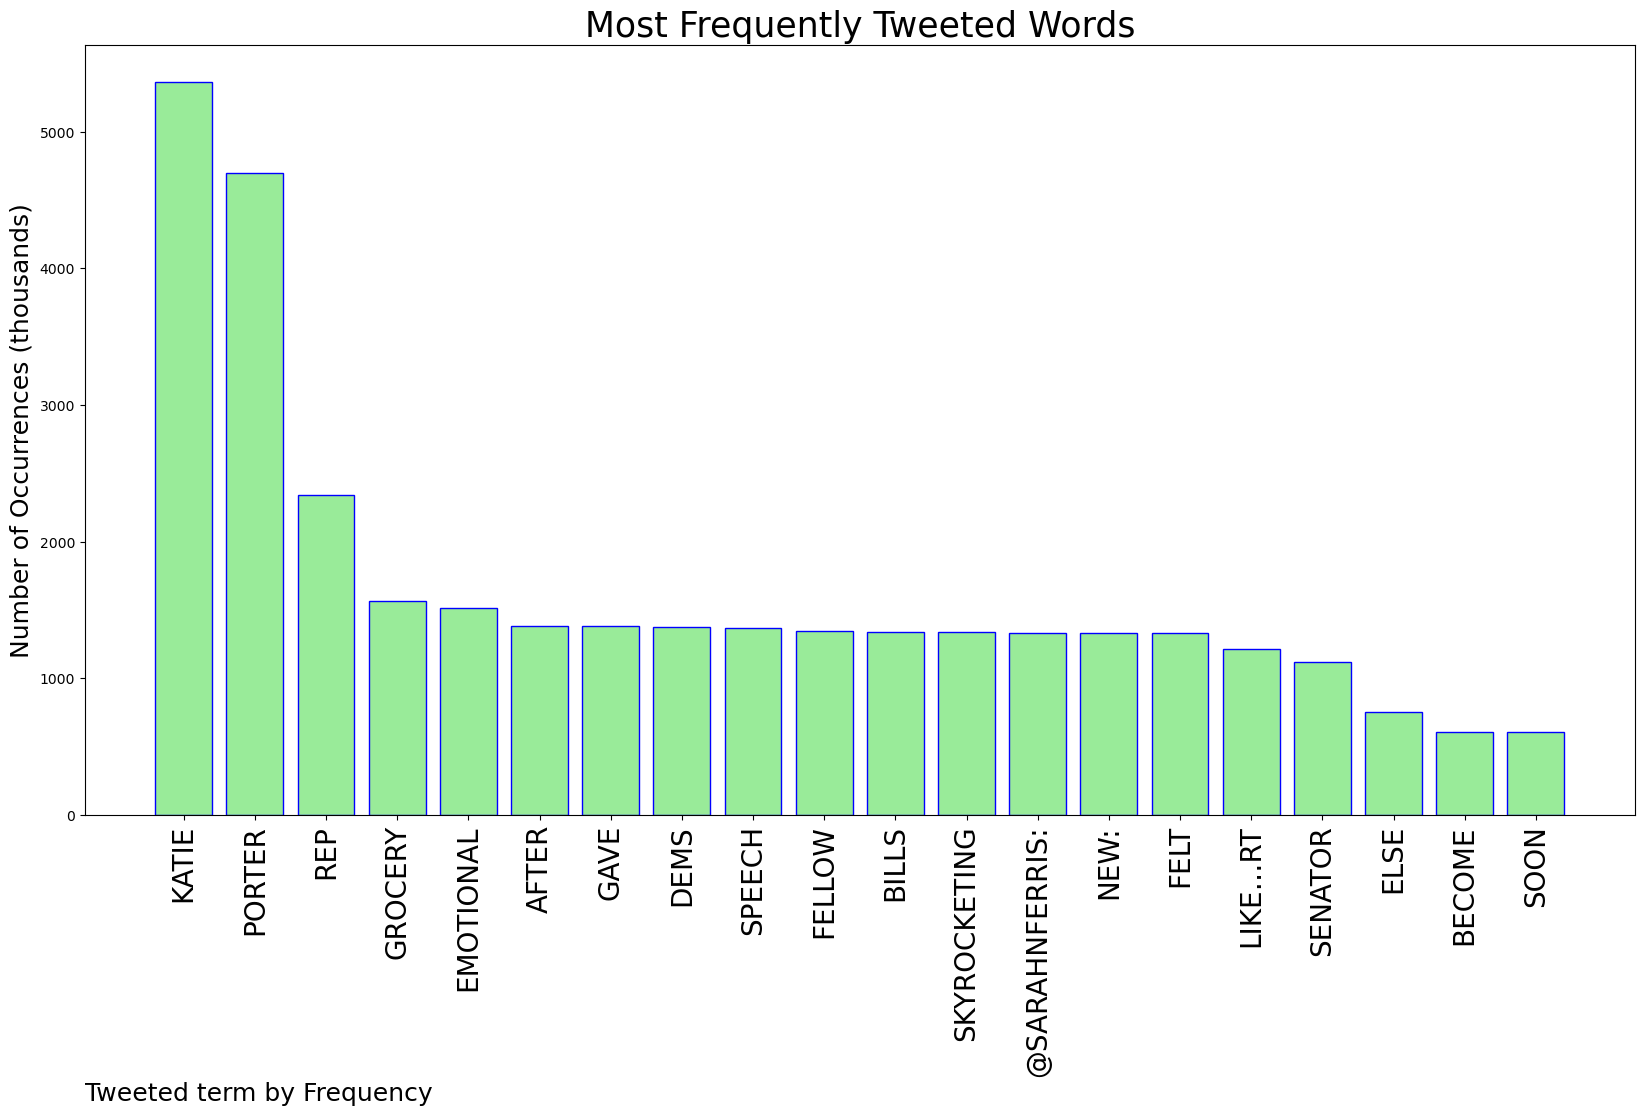 Most Frequently Tweeted Words
Number of Occurrences (thousands)
5000
4000
3000
2000
1000
0
KATIE
PORTER
REP
GROCERY
EMOTIONAL
AFTER
GAVE
DEMS
SPEECH
FELLOW
BILLS
SKYROCKETING
@SARAHNFERRIS:
NEW:
FELT
LIKE….RT
SENATOR
ELSE
BECOME
SOON
Tweeted term by Frequency